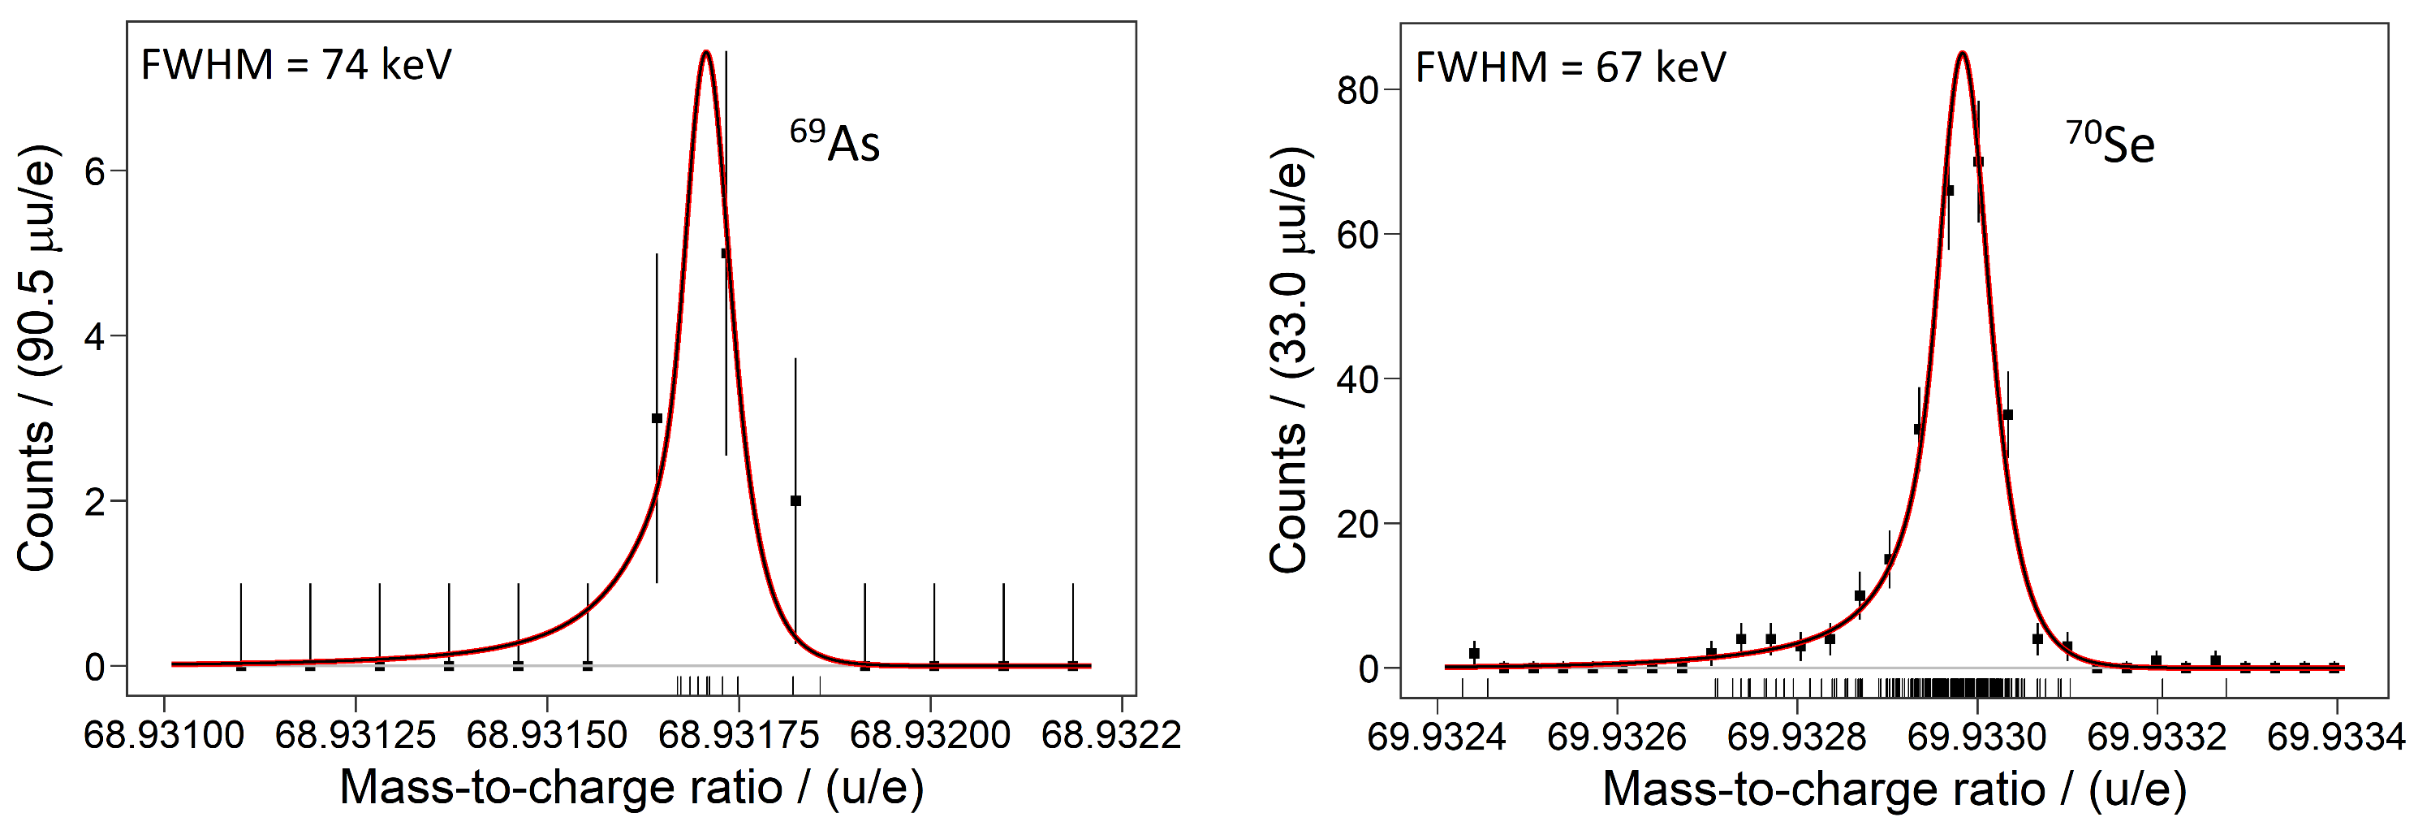 FWHM = 74 keV
⁶⁹As
Counts / (90.5 μu/e)
6
4
2
0
68.93100 68.93125 68.93150 68.93175 68.93200 68.9322
Mass-to-charge ratio / (u/e)
FWHM = 67 keV
⁷⁰Se
Counts / (33.0 μu/e)
80
60
40
20
0
69.9324 69.9326 69.9328 69.9330 69.9332 69.9334
Mass-to-charge ratio / (u/e)